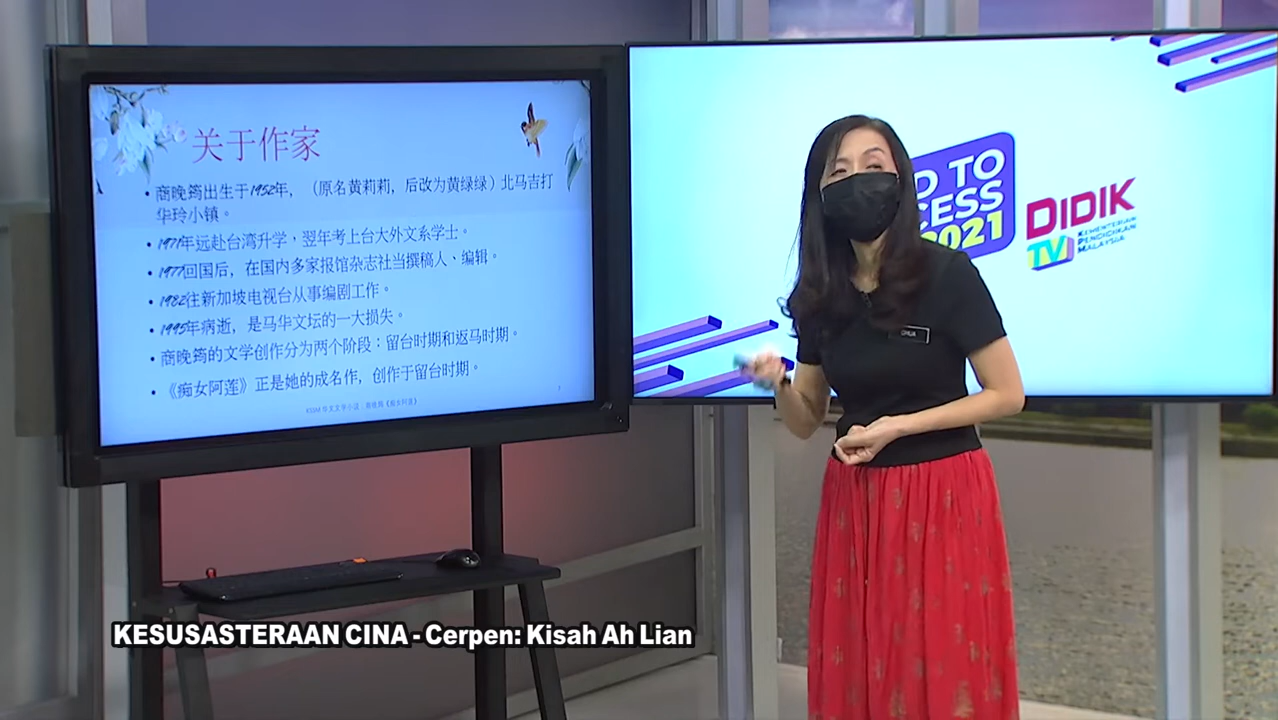 关于作家
• 商晚筠出生于1952年，（原名黄莉莉，后改为黄绿绿）北马吉打
华玲小镇。
• 1971年远赴台湾升学，翌年考上台大外文系学士。
• 1977回国后，在国内多家报馆杂志社当撰稿人、编辑。
• 1982往新加坡电视台从事编剧工作。
• 1995年病逝，是马华文坛的一大损失。
• 商晚筠的文学创作分为两个阶段：留台时期和返马时期。
• 《痴女阿莲》正是她的成名作，创作于留台时期。
D TO
CESS
2021
DIDIK
TV
KEMENTERIAN
PENDIDIKAN
MALAYSIA
KESUSASTERAAN CINA - Cerpen: Kisah Ah Lian